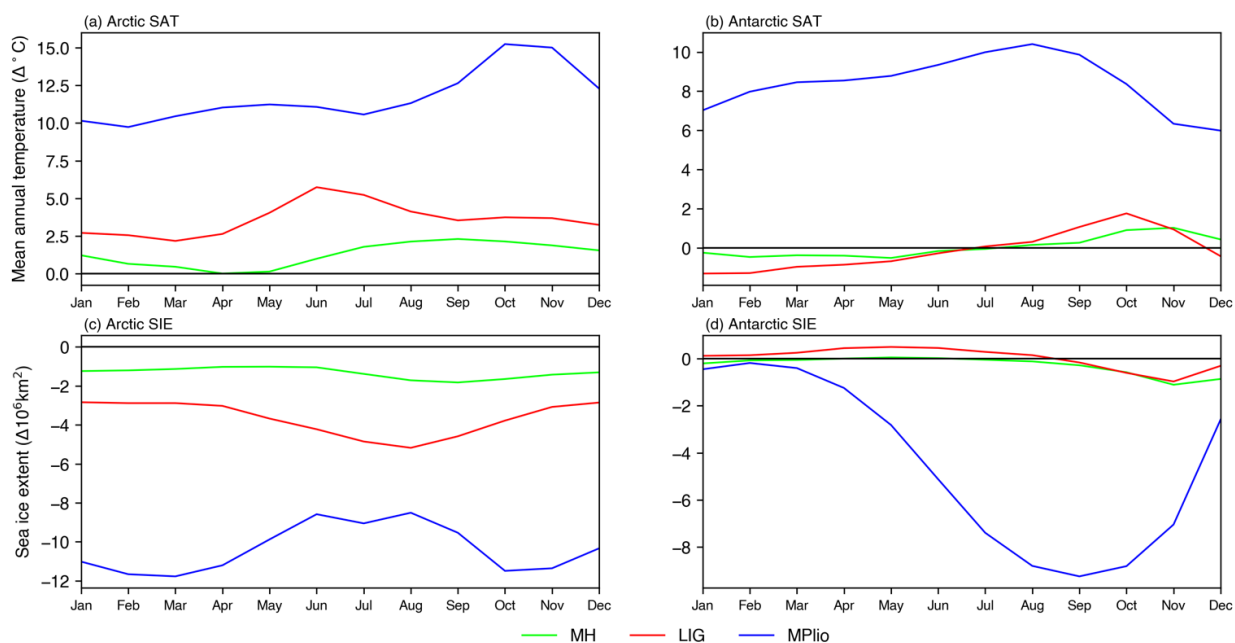 (a) Arctic SAT
Mean annual temperature (Δ°C)
15.0
12.5
10.0
7.5
5.0
2.5
0.0
Jan Feb Mar Apr May Jun Jul Aug Sep Oct Nov Dec
(b) Antarctic SAT
10
8
6
4
2
0
Jan Feb Mar Apr May Jun Jul Aug Sep Oct Nov Dec
(c) Arctic SIE
Sea ice extent (Δ10⁶km²)
0
−2
−4
−6
−8
−10
−12
Jan Feb Mar Apr May Jun Jul Aug Sep Oct Nov Dec
(d) Antarctic SIE
0
−2
−4
−6
−8
Jan Feb Mar Apr May Jun Jul Aug Sep Oct Nov Dec
MH LIG MPlio